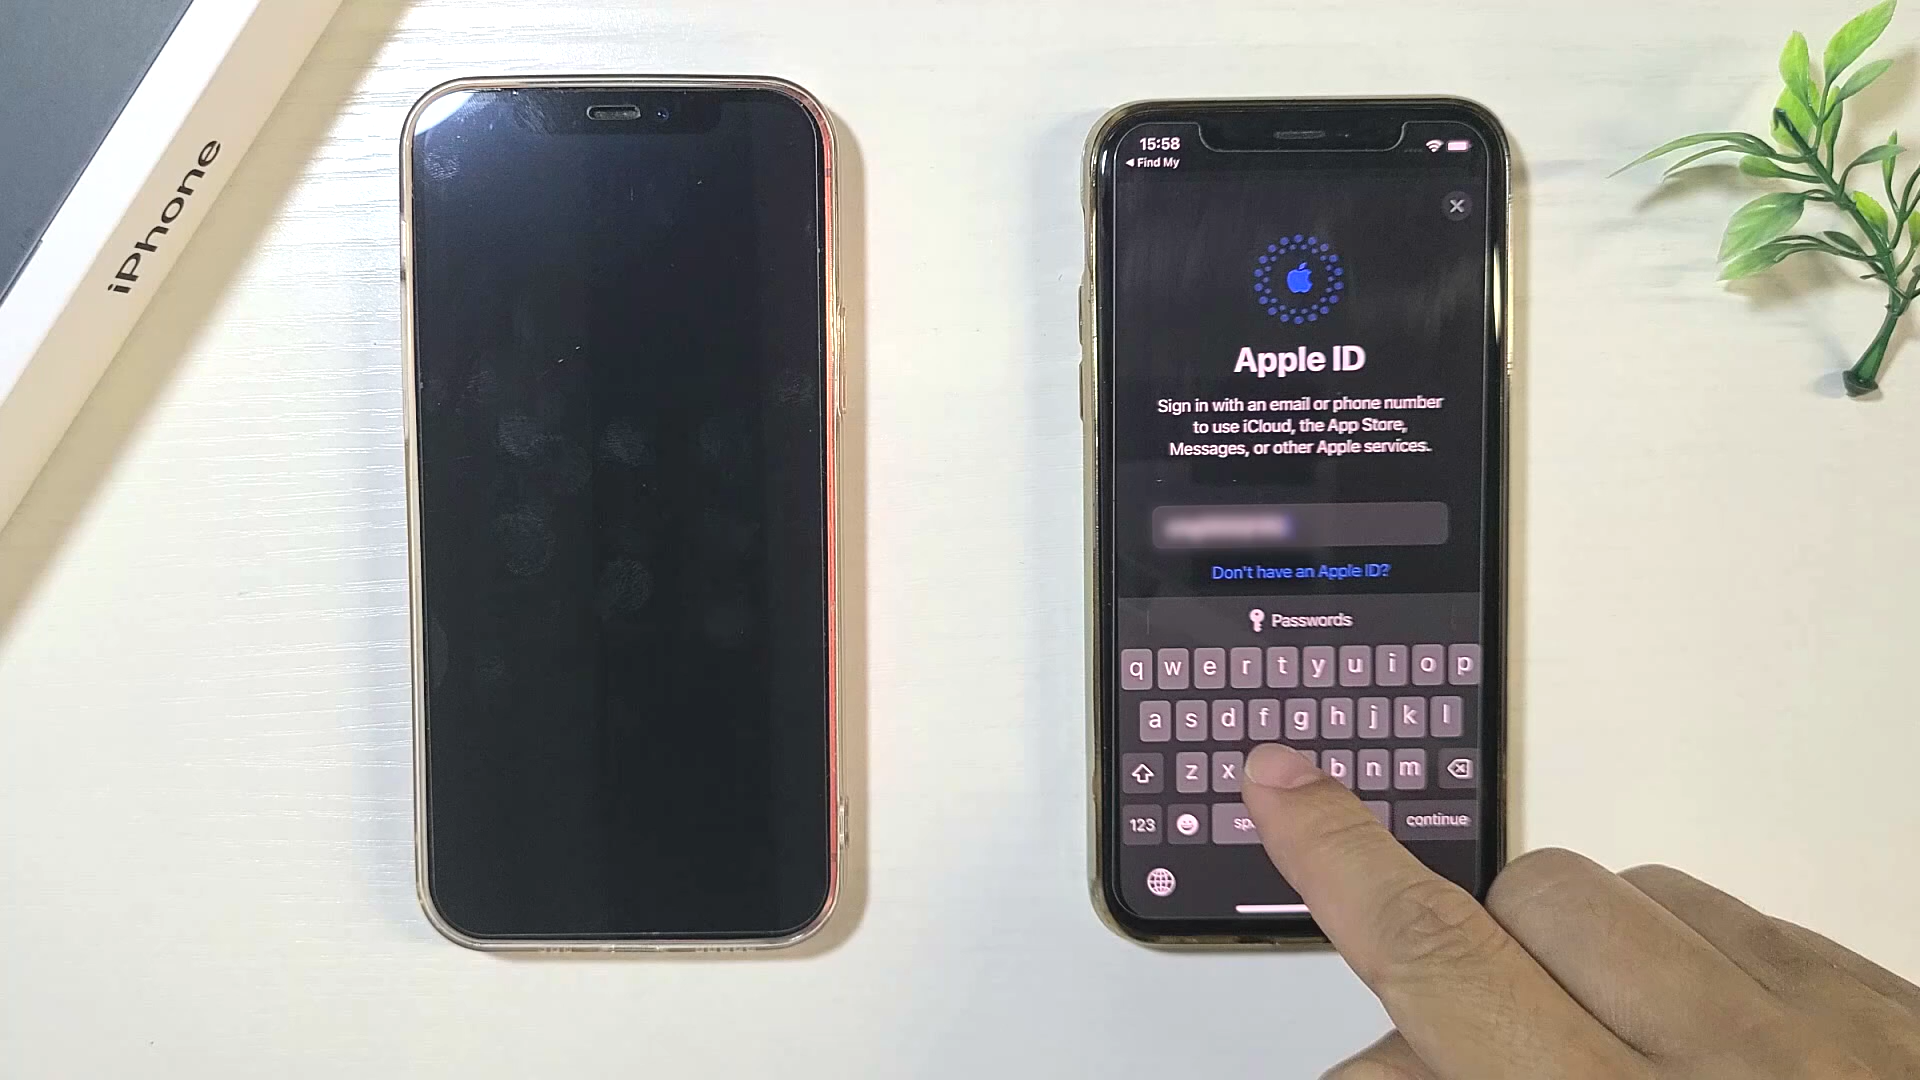 iPhone
15:58
◀ Find My
Apple ID
Sign in with an email or phone number
to use iCloud, the App Store,
Messages, or other Apple services.
Don't have an Apple ID?
Passwords
q w e r t y u i o p
a s d f g h j k l
z x b n m
123 continue